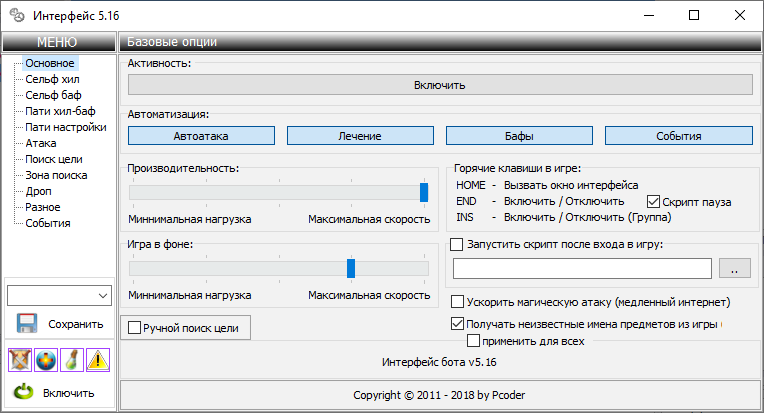 Интерфейс 5.16
МЕНЮ
Базовые опции
Основное
Сельф хил
Сельф баф
Пати хил-баф
Пати настройки
Атака
Поиск цели
Зона поиска
Дроп
Разное
События
Сохранить
Включить
Активность:
Включить
Автоматизация:
Автоатака Лечение Бафы События
Производительность:
Минимальная нагрузка Максимальная скорость
Игра в фоне:
Минимальная нагрузка Максимальная скорость
Ручной поиск цели
Горячие клавиши в игре:
HOME - Вызвать окно интерфейса
END - Включить / Отключить Скрипт пауза
INS - Включить / Отключить (Группа)
Запустить скрипт после входа в игру:
..
Ускорить магическую атаку (медленный интернет)
Получать неизвестные имена предметов из игры (
применить для всех
Интерфейс бота v5.16
Copyright © 2011 - 2018 by Pcoder